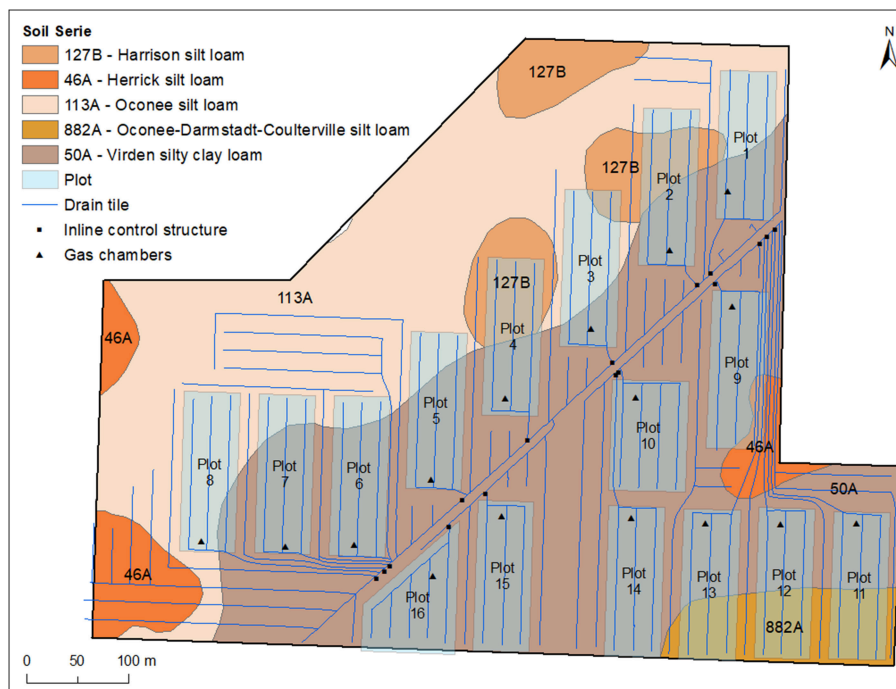 Soil Serie
127B - Harrison silt loam
46A - Herrick silt loam
113A - Oconee silt loam
882A - Oconee-Darmstadt-Coulterville silt loam
50A - Virden silty clay loam
Plot
Drain tile
Inline control structure
Gas chambers
N
127B
Plot
1
127B
Plot
2
Plot
3
127B
Plot
4
113A
46A
Plot
5
Plot
9
Plot
10
46A
50A
Plot
8
Plot
7
Plot
6
46A
Plot
16
Plot
15
Plot
14
Plot
13
Plot
12
Plot
11
882A
0 50 100 m